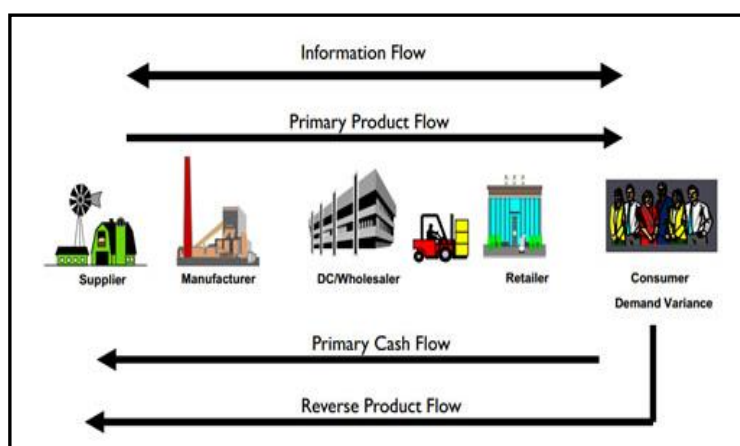 Information Flow
Primary Product Flow
Supplier
Manufacturer
DC/Wholesaler
Retailer
Consumer
Demand Variance
Primary Cash Flow
Reverse Product Flow